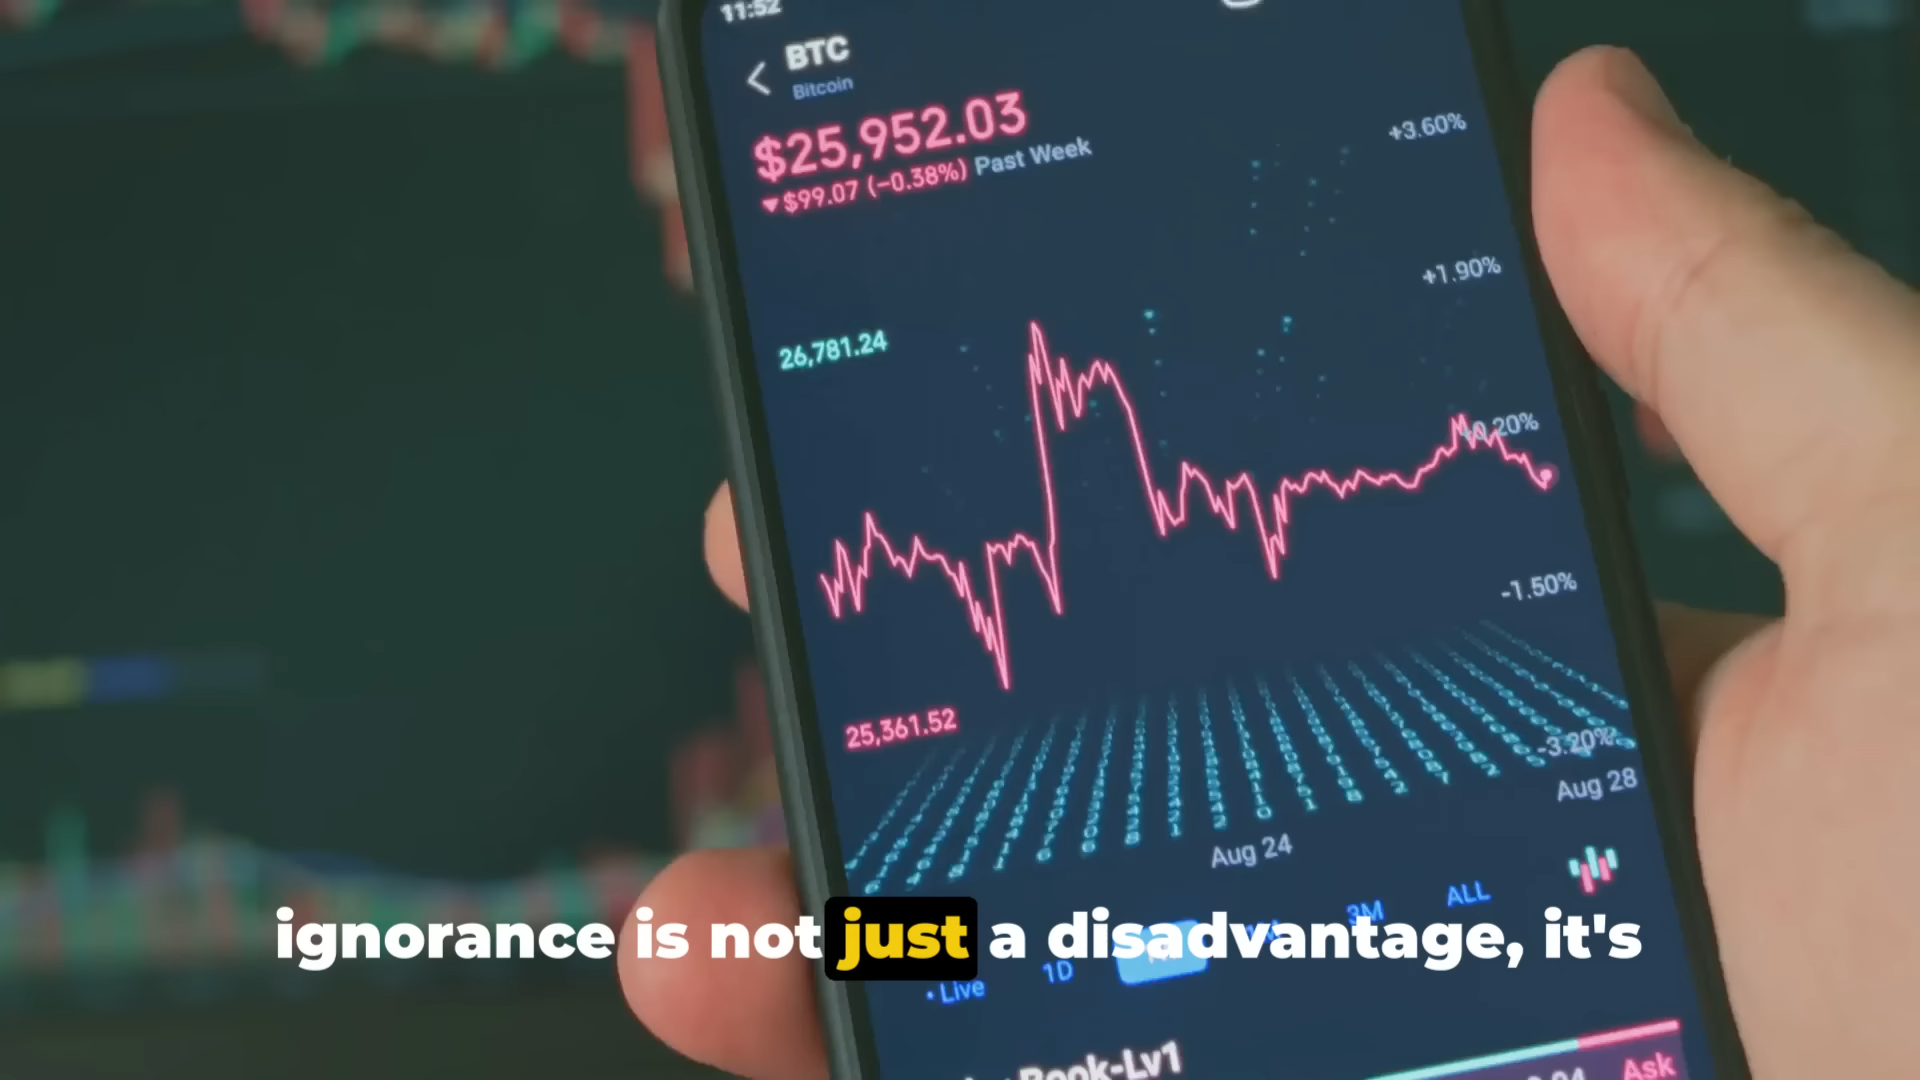 11:52
BTC
Bitcoin
$25,952.03
▼$99.07 (-0.38%) Past Week
+3.60%
+1.90%
26,781.24
-1.50%
25,361.52
-3.20%
Aug 28
Aug 24
3M
ALL
ignorance is not just a disadvantage, it's
1D
• Live
Book-Lv1
Ask